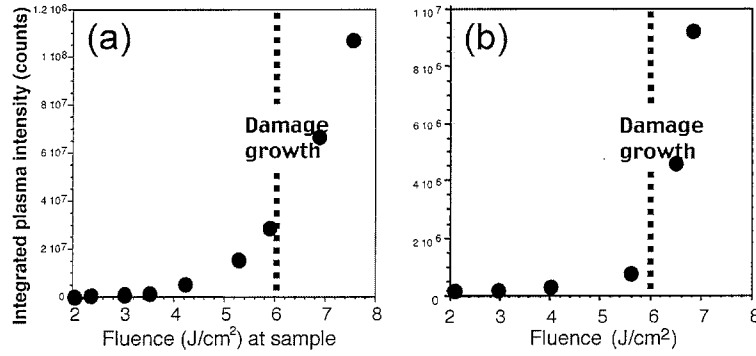 (a)
Integrated plasma intensity (counts)
1.2 10⁸
1 10⁸
8 10⁷
6 10⁷
4 10⁷
2 10⁷
0
Damage
growth
2 3 4 5 6 7 8
Fluence (J/cm²) at sample
(b)
1 10⁷
8 10⁶
6 10⁶
4 10⁶
2 10⁶
0
Damage
growth
2 3 4 5 6 7 8
Fluence (J/cm²)